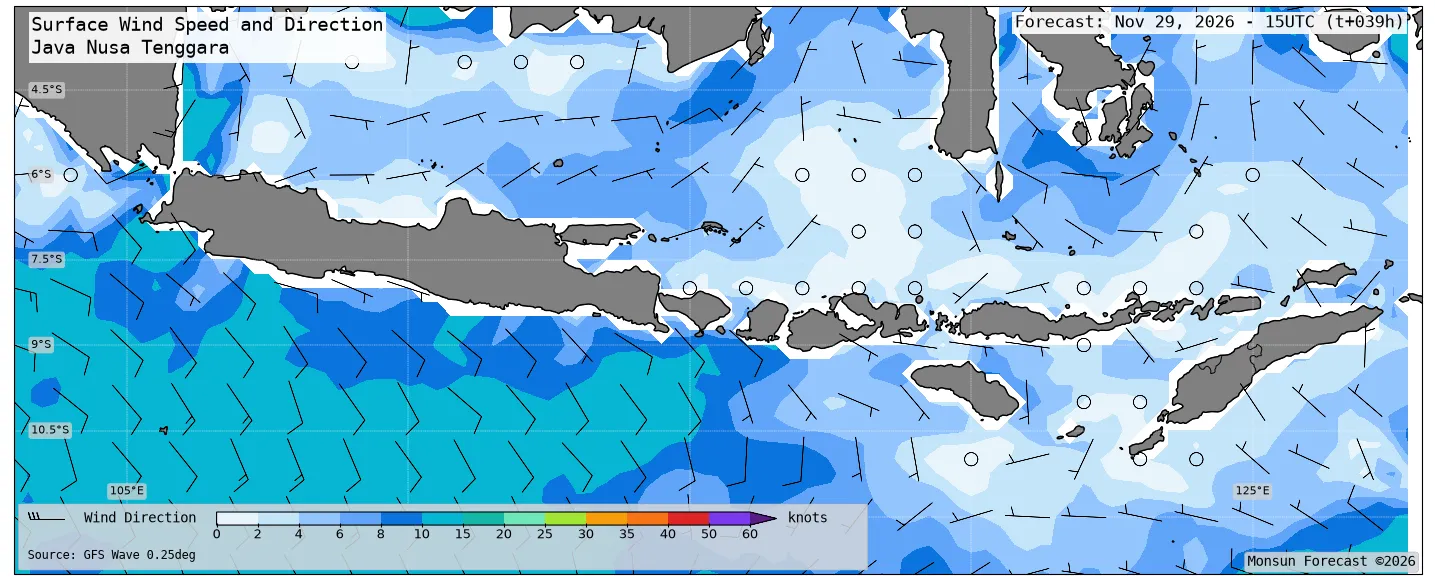 Surface Wind Speed and Direction
Java Nusa Tenggara
Forecast: Nov 29, 2026 - 15UTC (t+039h)
4.5°S
6°S
7.5°S
9°S
10.5°S
105°E
125°E
Wind Direction
0 2 4 6 8 10 15 20 25 30 35 40 50 60
knots
Source: GFS Wave 0.25deg
Monsun Forecast ©2026